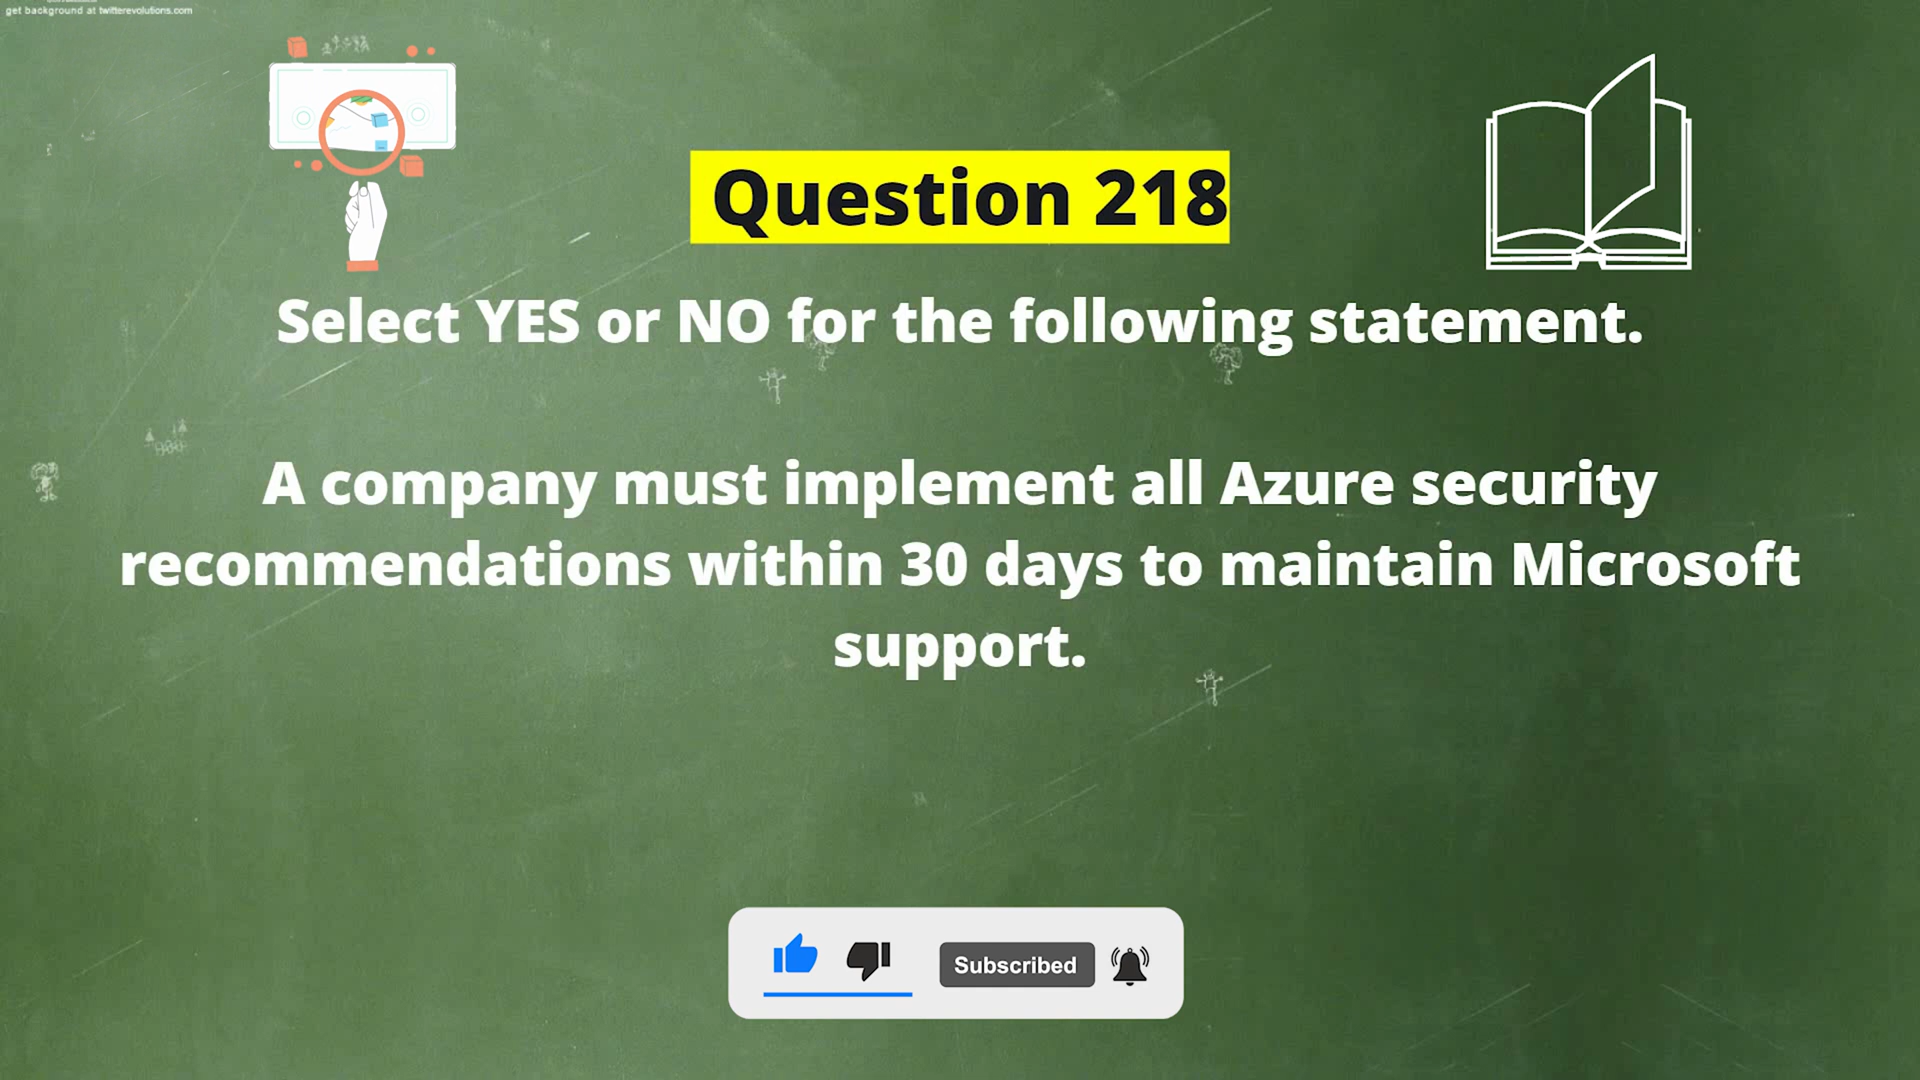 get background at twitterevolutions.com
Question 218
Select YES or NO for the following statement.
A company must implement all Azure security
recommendations within 30 days to maintain Microsoft
support.
Subscribed